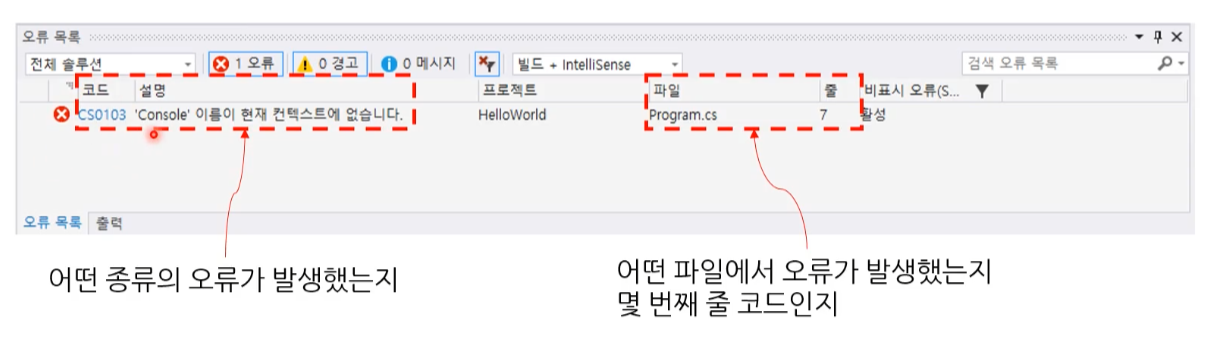 오류 목록
전체 솔루션 1 오류 0 경고 0 메시지 빌드 + IntelliSense 검색 오류 목록
코드 설명 프로젝트 파일 줄 비표시 오류(S...
CS0103 'Console' 이름이 현재 컨텍스트에 없습니다. HelloWorld Program.cs 7 활성
오류 목록 출력
어떤 종류의 오류가 발생했는지
어떤 파일에서 오류가 발생했는지
몇 번째 줄 코드인지